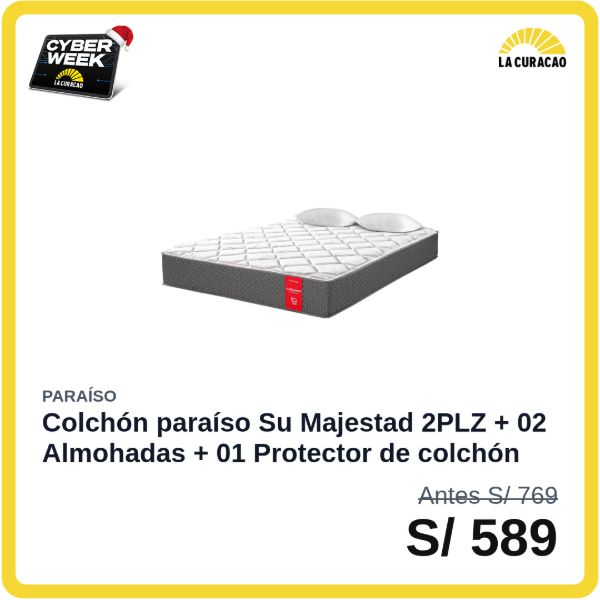 CYBER
WEEK
LA CURACAO
LA CURACAO
PARAÍSO
Colchón paraíso Su Majestad 2PLZ + 02
Almohadas + 01 Protector de colchón
Antes S/ 769
S/ 589